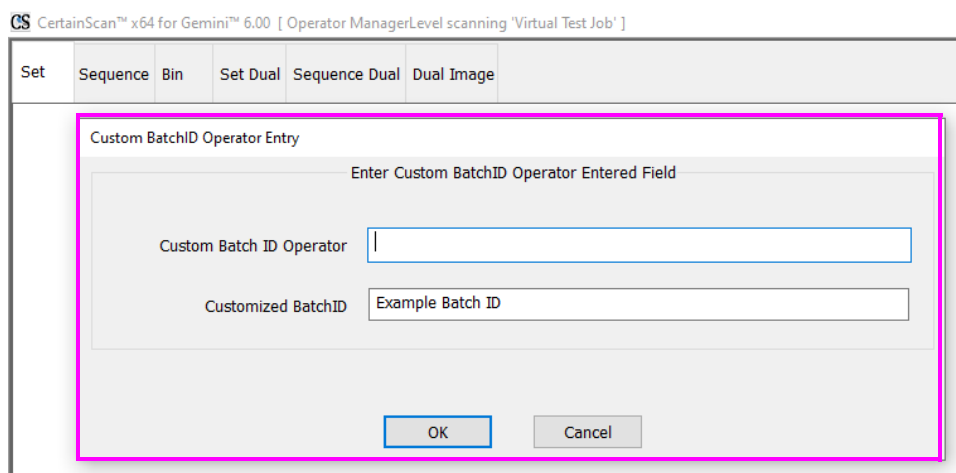 CS CertainScan™ x64 for Gemini™ 6.00 [ Operator ManagerLevel scanning 'Virtual Test Job' ]
Set Sequence Bin Set Dual Sequence Dual Dual Image
Custom BatchID Operator Entry
Enter Custom BatchID Operator Entered Field
Custom Batch ID Operator
Customized BatchID Example Batch ID
OK Cancel